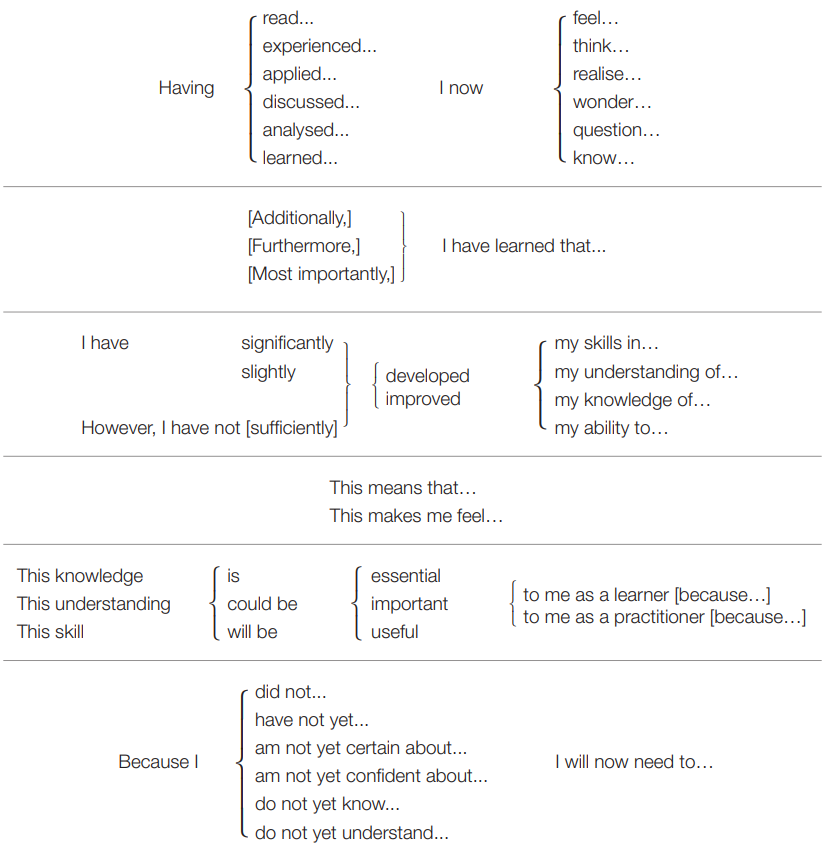 Having
read...
experienced...
applied...
discussed...
analysed...
learned...
I now
feel…
think…
realise…
wonder…
question…
know…
[Additionally,]
[Furthermore,]
[Most importantly,]
I have learned that...
I have
significantly
slightly
However, I have not [sufficiently]
developed
improved
my skills in…
my understanding of…
my knowledge of…
my ability to…
This means that…
This makes me feel…
This knowledge
This understanding
This skill
is
could be
will be
essential
important
useful
to me as a learner [because…]
to me as a practitioner [because…]
Because I
did not...
have not yet...
am not yet certain about...
am not yet confident about...
do not yet know...
do not yet understand...
I will now need to…